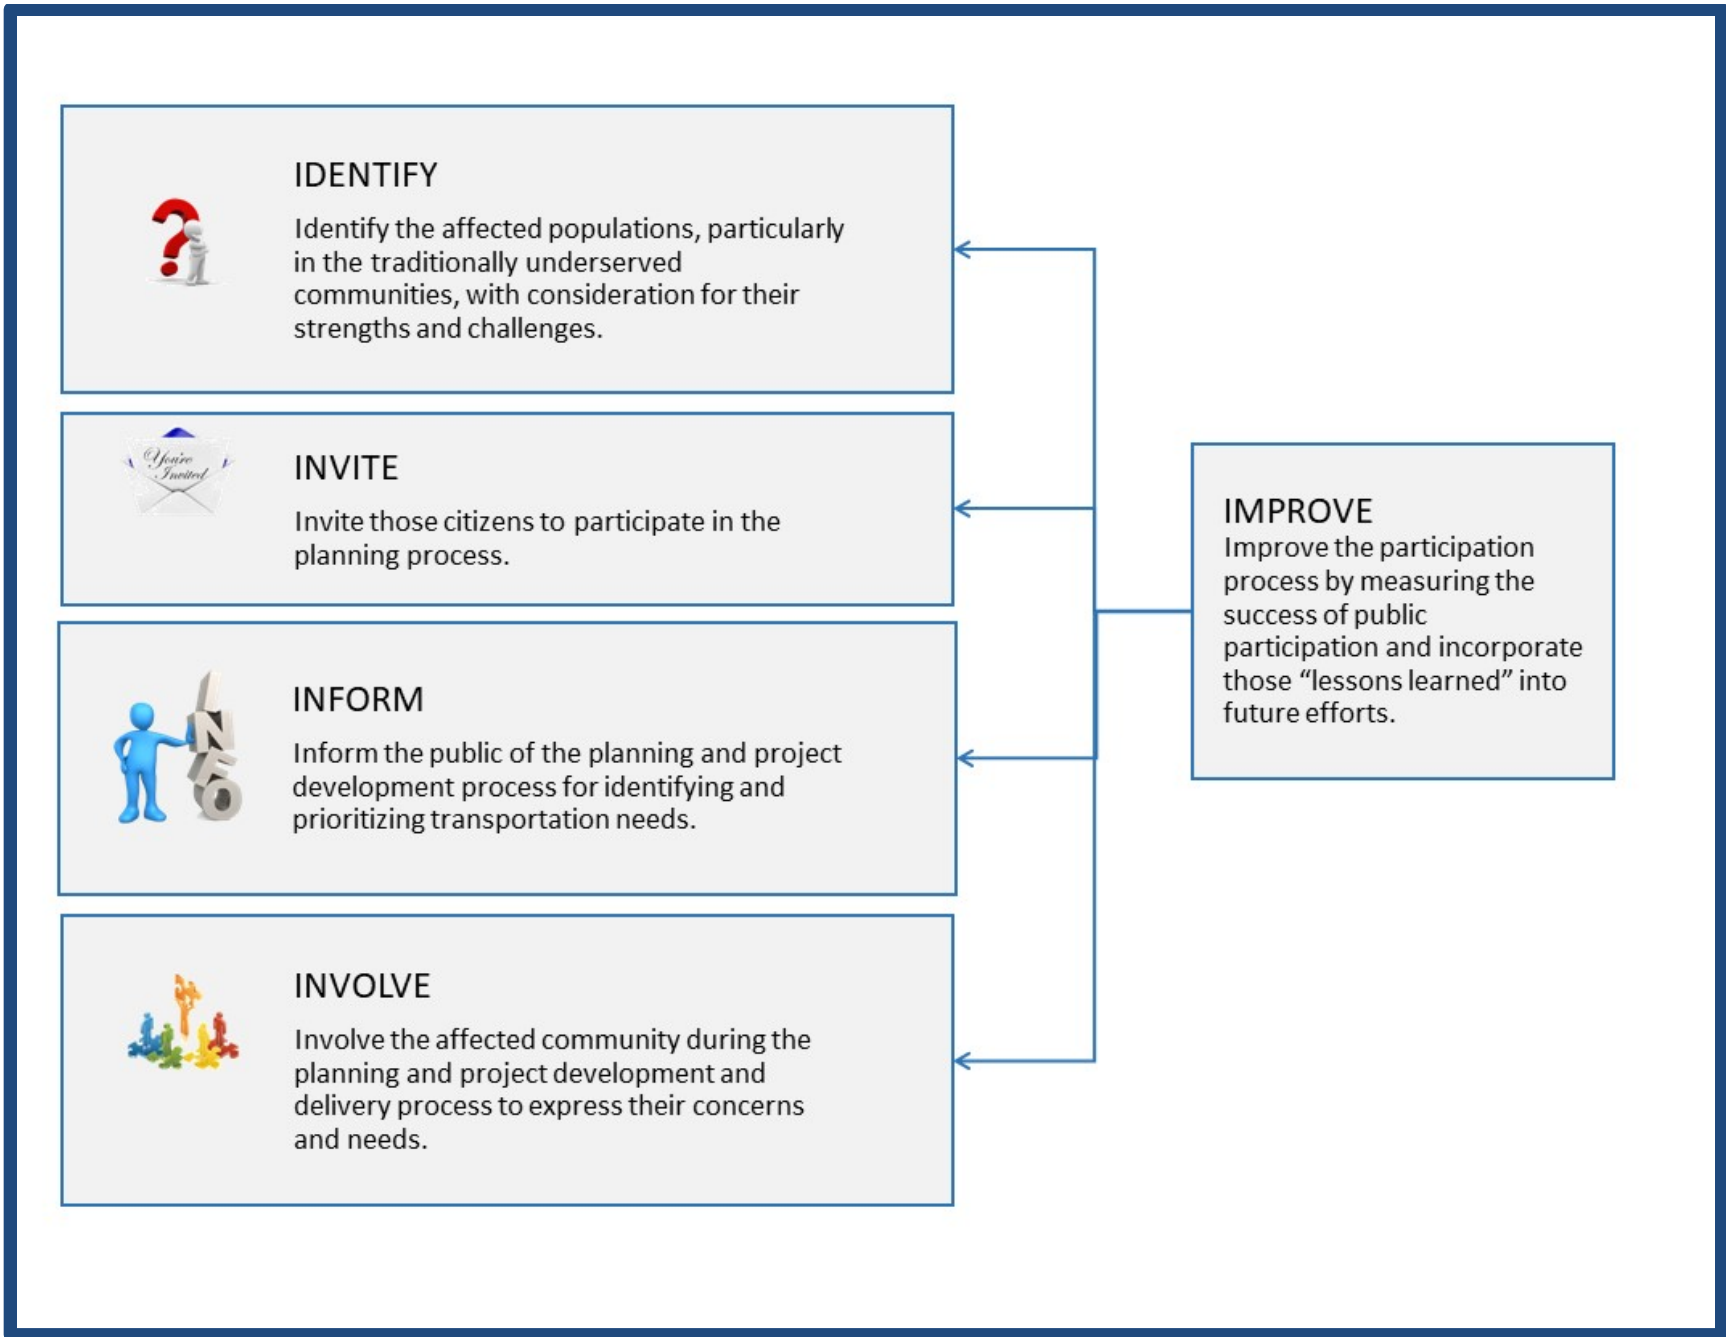 IDENTIFY
Identify the affected populations, particularly
in the traditionally underserved
communities, with consideration for their
strengths and challenges.
You're
Invited
INVITE
Invite those citizens to participate in the
planning process.
INFO
INFORM
Inform the public of the planning and project
development process for identifying and
prioritizing transportation needs.
INVOLVE
Involve the affected community during the
planning and project development and
delivery process to express their concerns
and needs.
IMPROVE
Improve the participation
process by measuring the
success of public
participation and incorporate
those “lessons learned” into
future efforts.